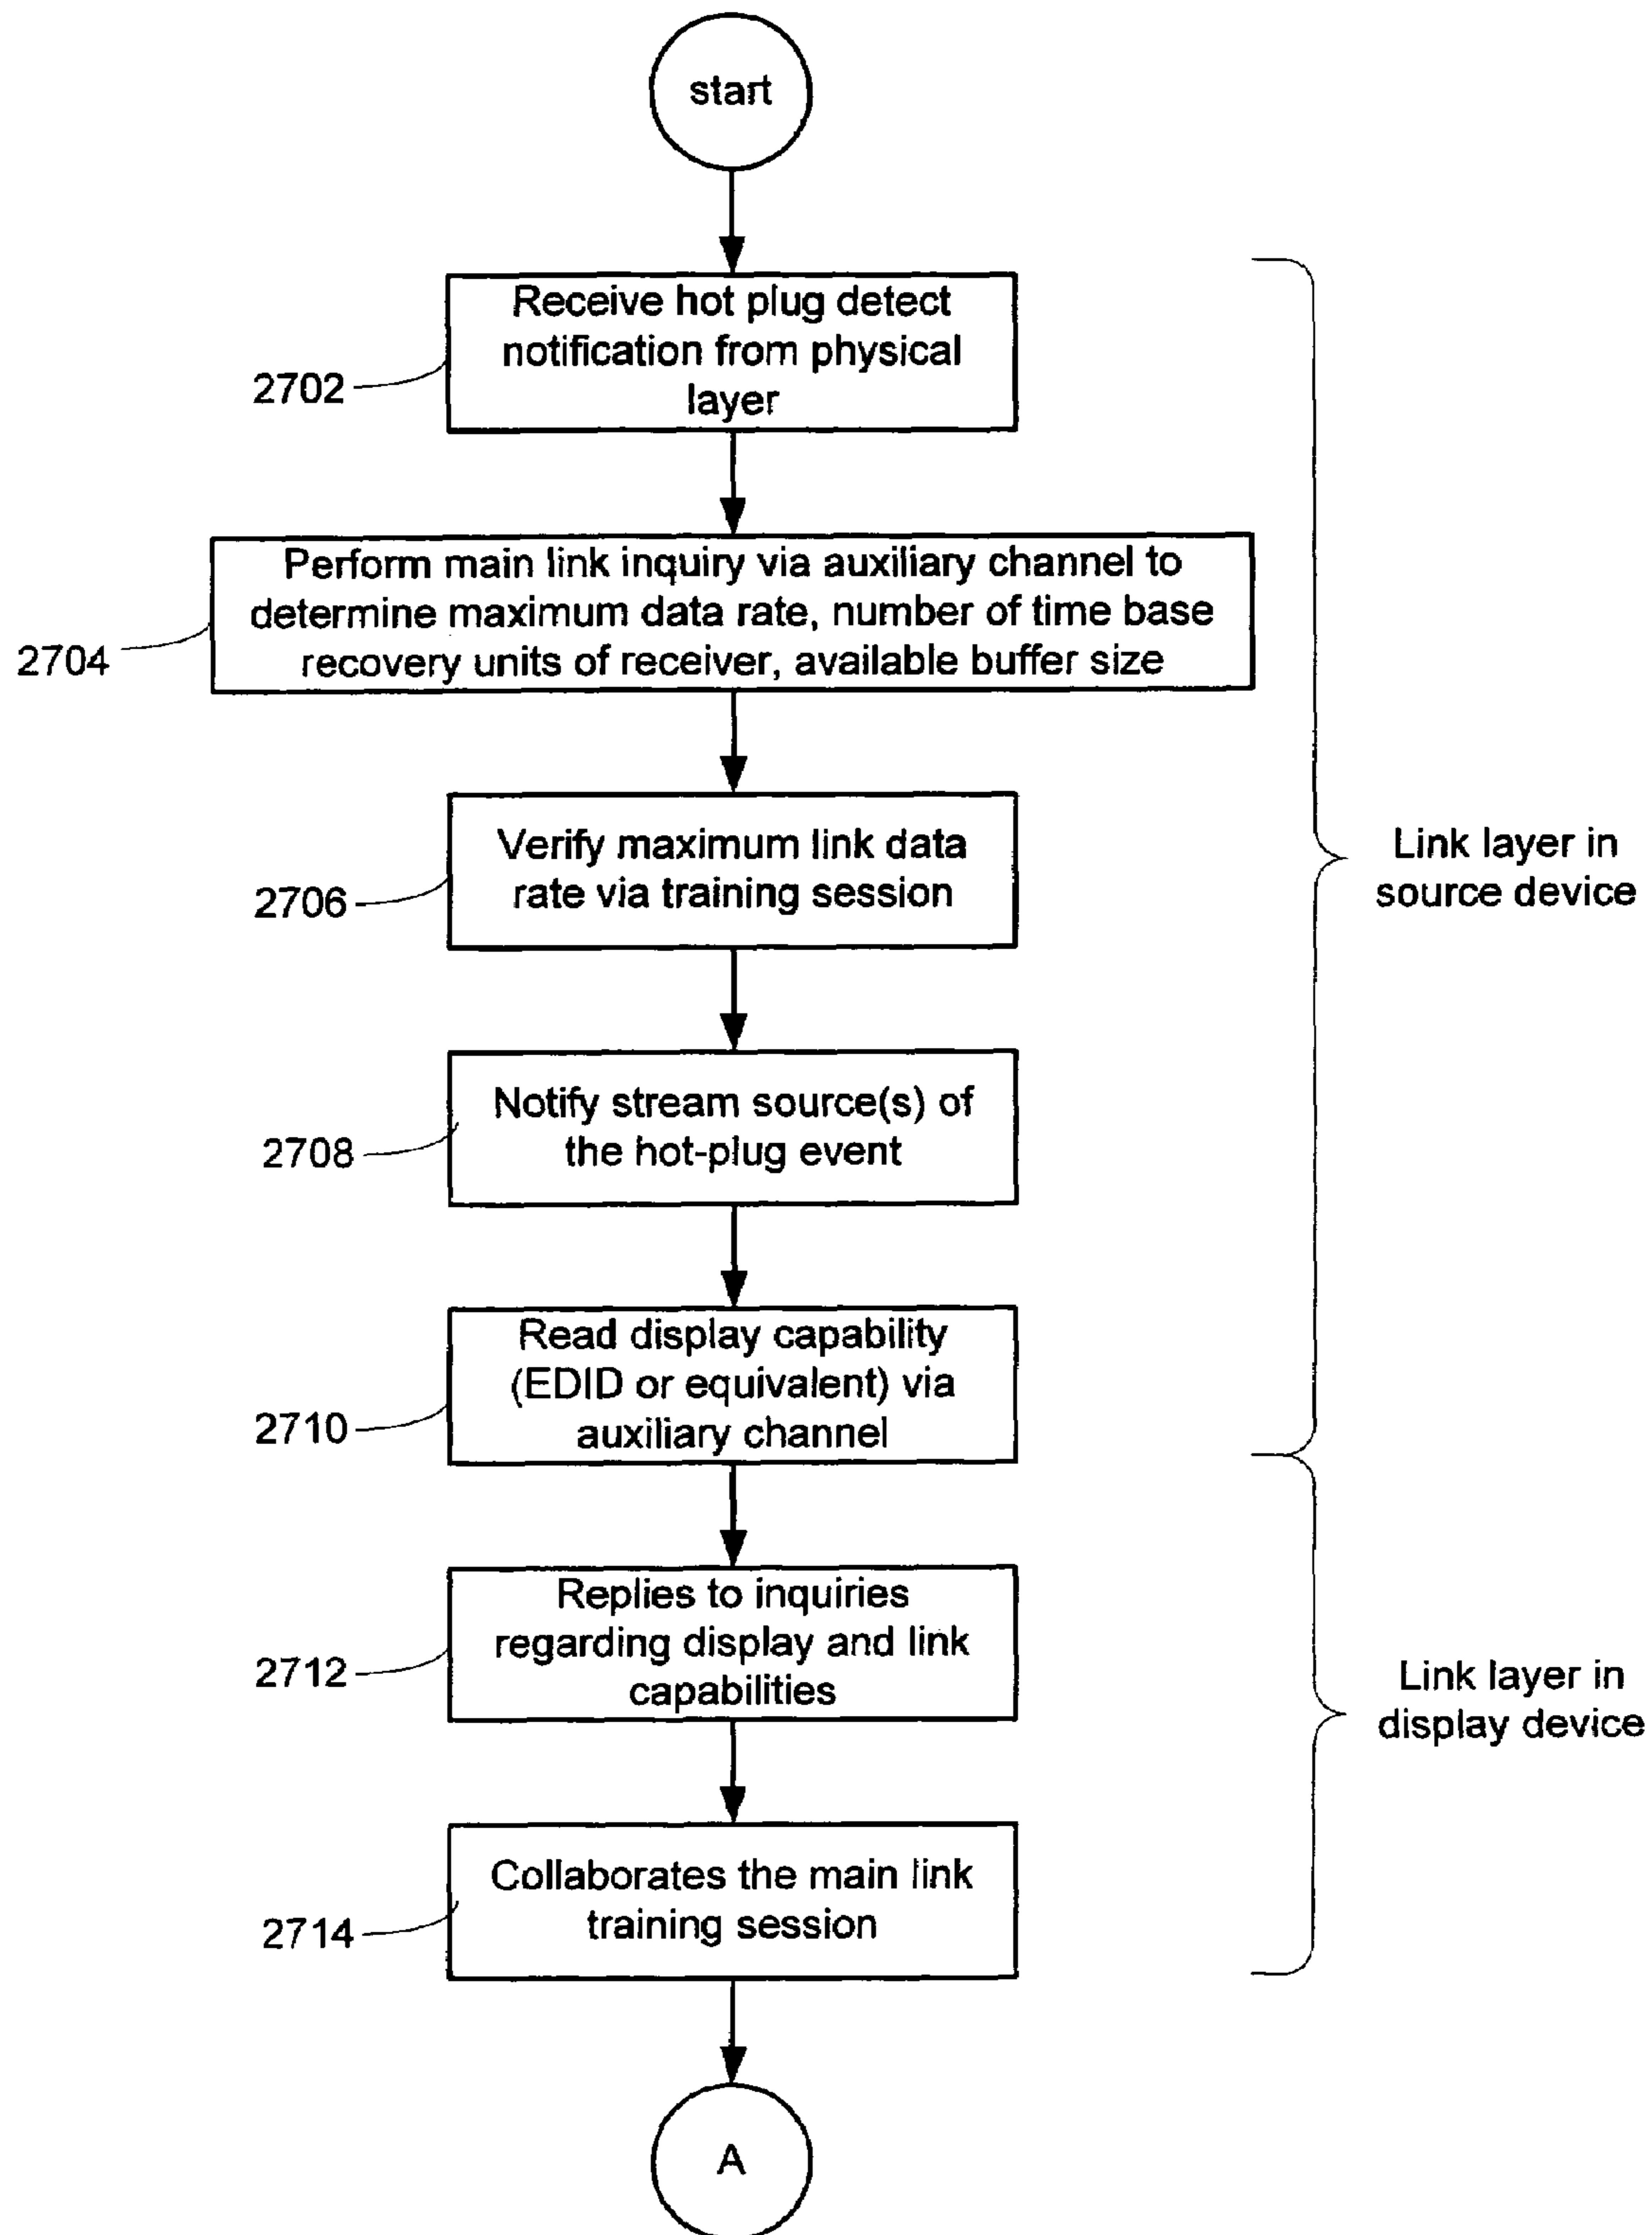 start
Receive hot plug detect
notification from physical
layer
2702
Perform main link inquiry via auxiliary channel to
determine maximum data rate, number of time base
recovery units of receiver, available buffer size
2704
Verify maximum link data
rate via training session
2706
Link layer in
source device
Notify stream source(s) of
the hot-plug event
2708
Read display capability
(EDID or equivalent) via
auxiliary channel
2710
Replies to inquiries
regarding display and link
capabilities
2712
Link layer in
display device
Collaborates the main link
training session
2714
A